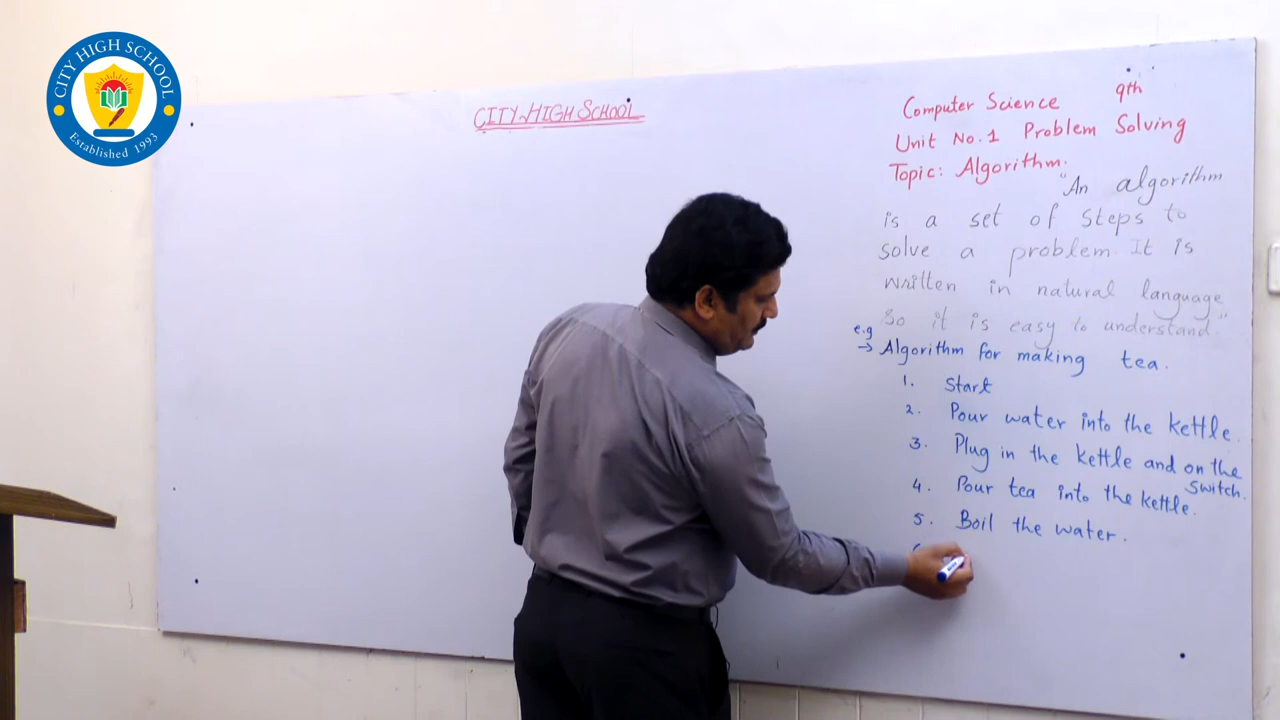 CITY HIGH SCHOOL
Established 1993
CITY HIGH SCHOOL
Computer Science 9th
Unit No.1 Problem Solving
Topic: Algorithm.
"An algorithm
is a set of steps to
solve a problem. It is
written in natural language
So it is easy to understand."
e.g
→ Algorithm for making tea.
1. Start
2. Pour water into the kettle.
3. Plug in the kettle and on the
switch.
4. Pour tea into the kettle.
5. Boil the water.